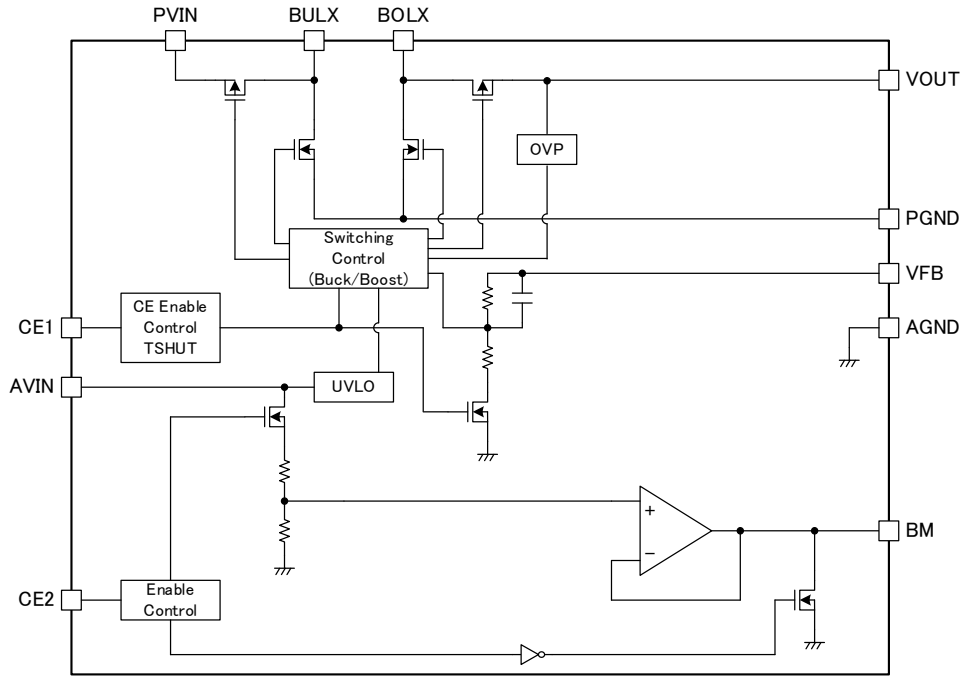 PVIN
BULX
BOLX
VOUT
OVP
PGND
Switching
Control
(Buck/Boost)
VFB
CE Enable
Control
TSHUT
CE1
AGND
AVIN
UVLO
+
−
BM
CE2
Enable
Control